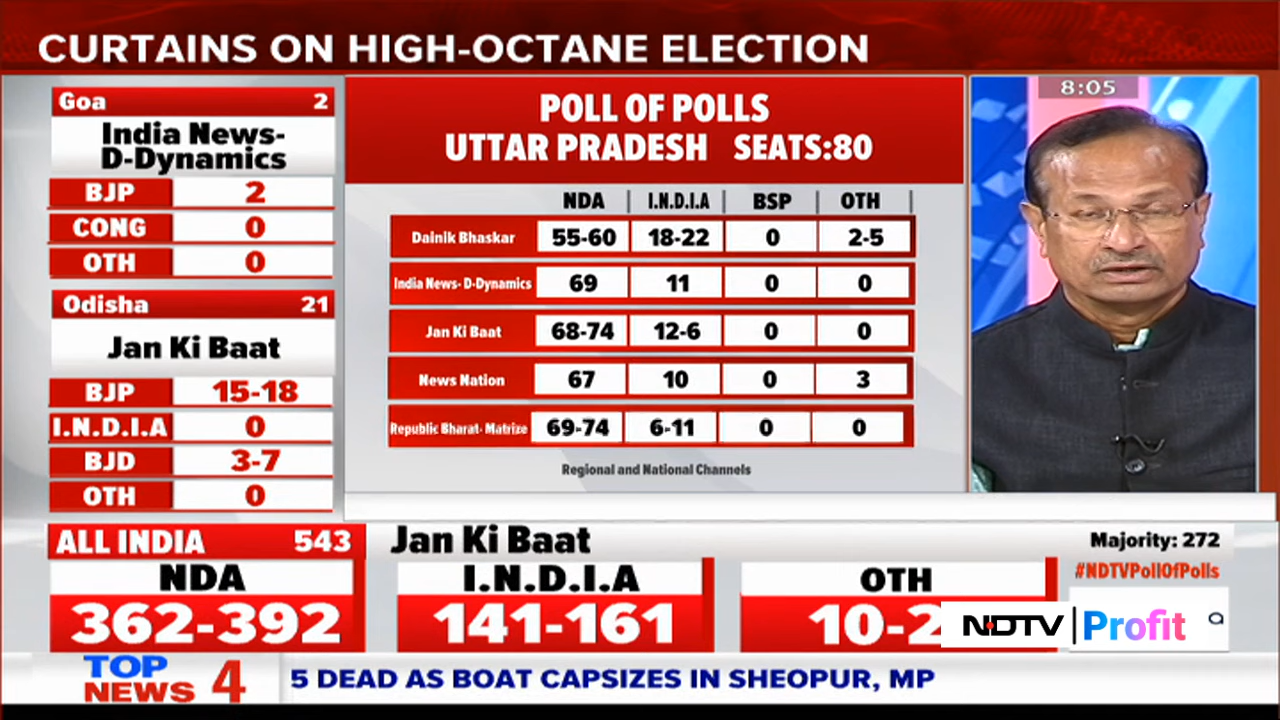 CURTAINS ON HIGH-OCTANE ELECTION
Goa 2
India News-
D-Dynamics
BJP 2
CONG 0
OTH 0
Odisha 21
Jan Ki Baat
BJP 15-18
I.N.D.I.A 0
BJD 3-7
OTH 0
POLL OF POLLS
UTTAR PRADESH SEATS:80
NDA I.N.D.I.A BSP OTH
Dainik Bhaskar 55-60 18-22 0 2-5
India News- D-Dynamics 69 11 0 0
Jan Ki Baat 68-74 12-6 0 0
News Nation 67 10 0 3
Republic Bharat- Matrize 69-74 6-11 0 0
Regional and National Channels
8:05
ALL INDIA 543
Jan Ki Baat
Majority: 272
#NDTVPollOfPolls
NDA I.N.D.I.A OTH
362-392 141-161 10-2
NDTV Profit
TOP
NEWS 4
5 DEAD AS BOAT CAPSIZES IN SHEOPUR, MP